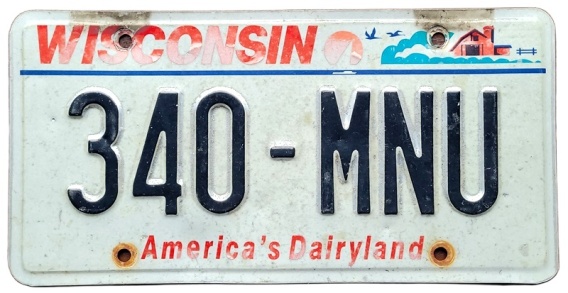 WISCONSIN
340-MNU
America's Dairyland